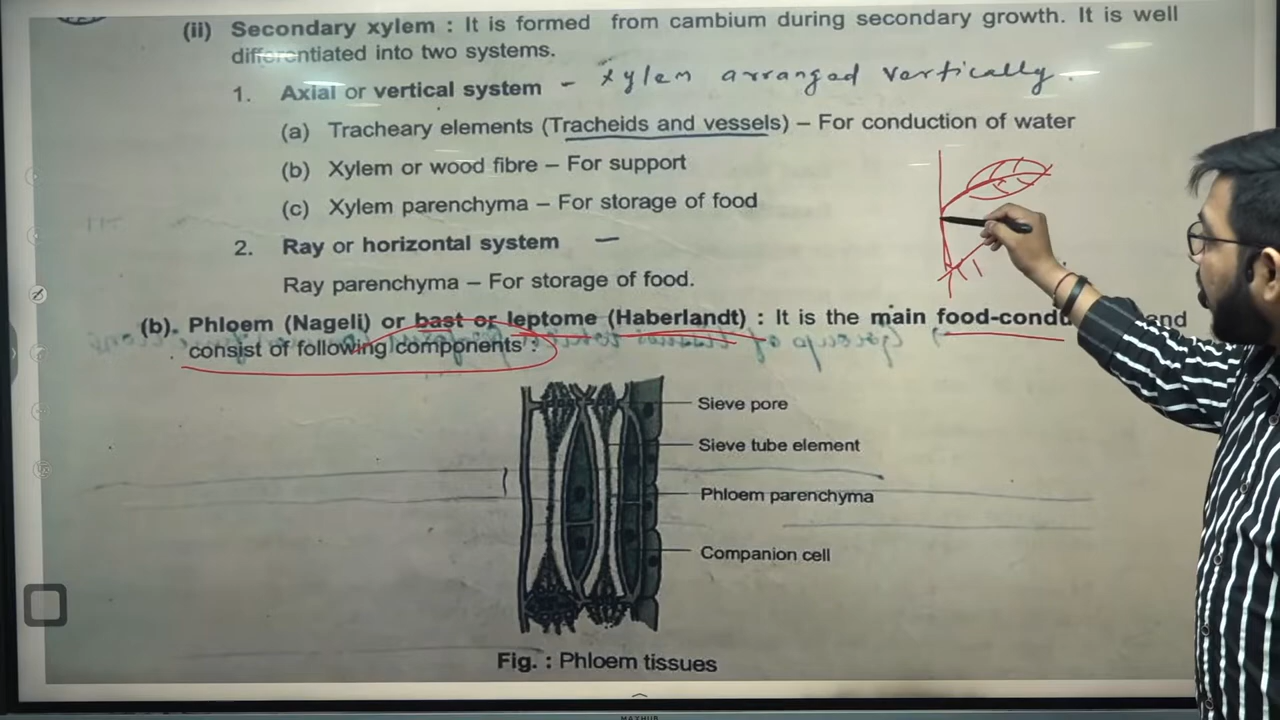 (ii) Secondary xylem : It is formed from cambium during secondary growth. It is well
differentiated into two systems.
1. Axial or vertical system - xylem arranged vertically.
(a) Tracheary elements (Tracheids and vessels) – For conduction of water
(b) Xylem or wood fibre – For support
(c) Xylem parenchyma – For storage of food
2. Ray or horizontal system –
Ray parenchyma – For storage of food.
(b). Phloem (Nageli) or bast or leptome (Haberlandt) : It is the main food-cond and
consist of following components :
Sieve pore
Sieve tube element
Phloem parenchyma
Companion cell
Fig. : Phloem tissues
MAXHUB